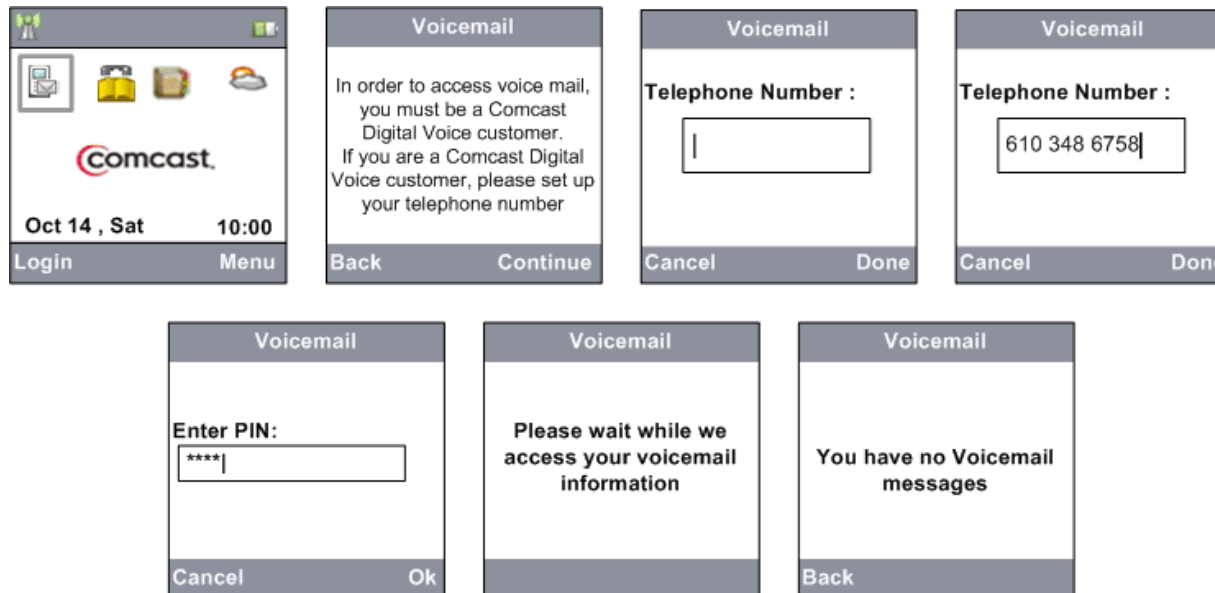 comcast.
Oct 14 , Sat 10:00
Login Menu
Voicemail
In order to access voice mail,
you must be a Comcast
Digital Voice customer.
If you are a Comcast Digital
Voice customer, please set up
your telephone number
Back Continue
Voicemail
Telephone Number :
Cancel Done
Voicemail
Telephone Number :
610 348 6758
Cancel Done
Voicemail
Enter PIN:
****
Cancel Ok
Voicemail
Please wait while we
access your voicemail
information
Voicemail
You have no Voicemail
messages
Back